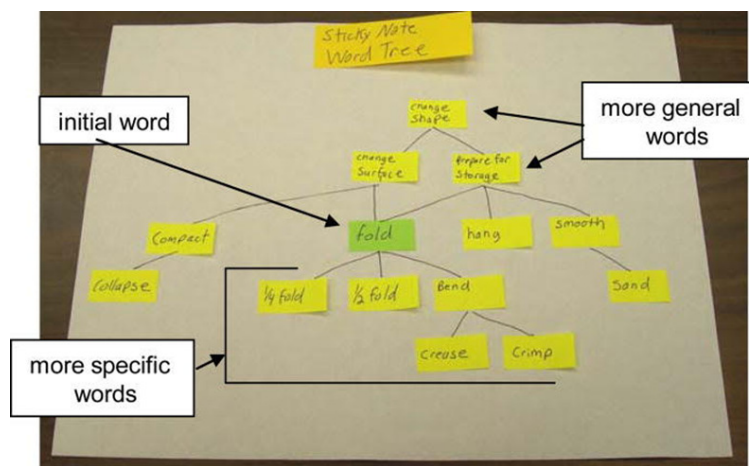 Sticky Note
Word Tree
initial word
more general
words
change
shape
change
Surface
Prepare for
Storage
Compact
fold
hang
smooth
Collapse
1/4 fold
1/2 fold
Bend
Sand
more specific
words
Crease
Crimp